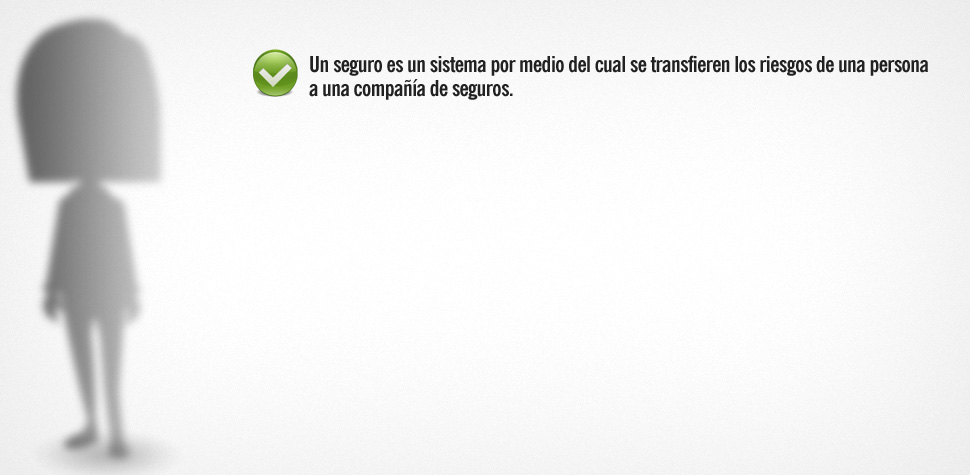 Un seguro es un sistema por medio del cual se transfieren los riesgos de una persona
a una compañía de seguros.